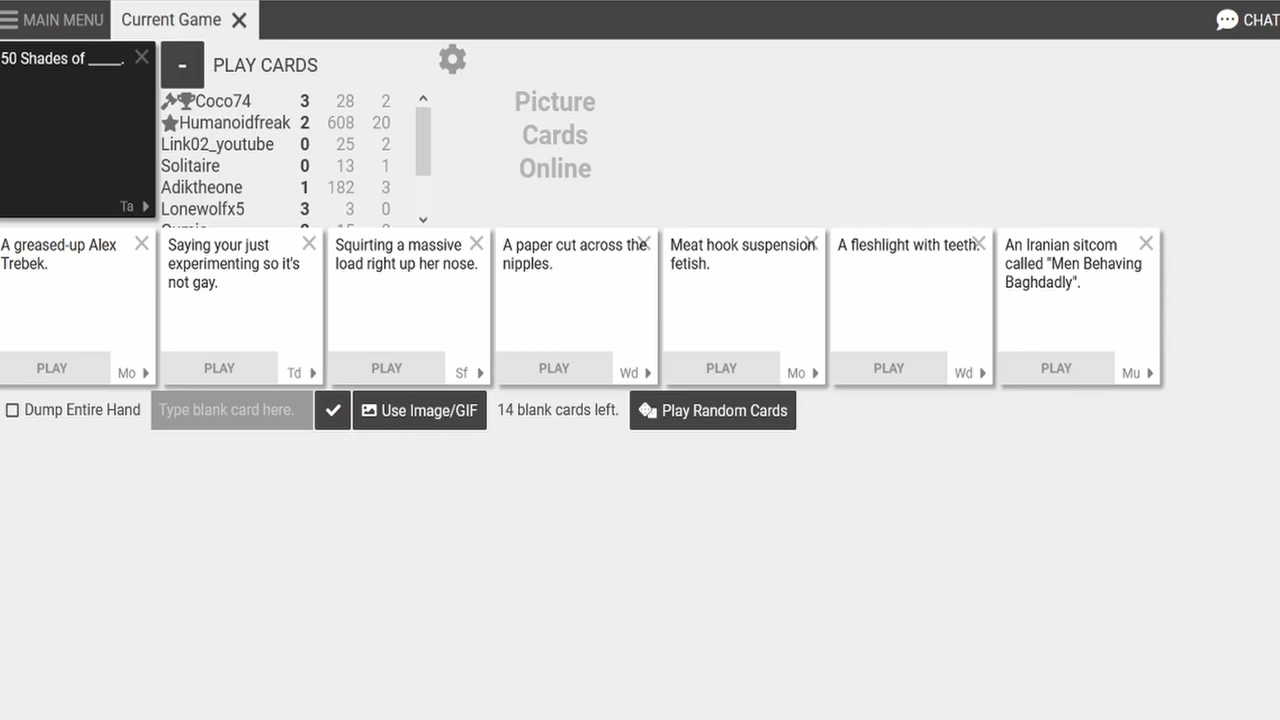 MAIN MENU
Current Game
CHAT
50 Shades of _____.
Ta
-
PLAY CARDS
Coco74 3 28 2
Humanoidfreak 2 608 20
Link02_youtube 0 25 2
Solitaire 0 13 1
Adiktheone 1 182 3
Lonewolfx5 3 3 0
Picture
Cards
Online
A greased-up Alex
Trebek.
PLAY
Mo
Saying your just
experimenting so it's
not gay.
PLAY
Td
Squirting a massive
load right up her nose.
PLAY
Sf
A paper cut across the
nipples.
PLAY
Wd
Meat hook suspension
fetish.
PLAY
Mo
A fleshlight with teeth.
PLAY
Wd
An Iranian sitcom
called "Men Behaving
Baghdadly".
PLAY
Mu
Dump Entire Hand
Type blank card here.
Use Image/GIF
14 blank cards left.
Play Random Cards